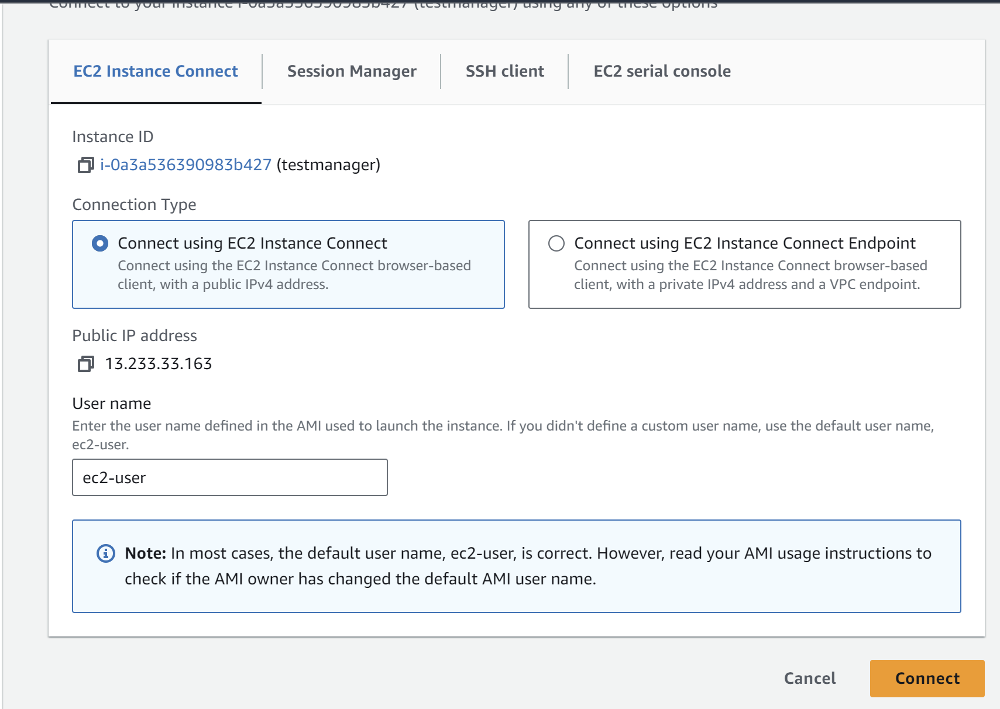 Connect to your instance i-0a3a536390983b427 (testmanager) using any of these options
EC2 Instance Connect
Session Manager
SSH client
EC2 serial console
Instance ID
i-0a3a536390983b427 (testmanager)
Connection Type
Connect using EC2 Instance Connect
Connect using the EC2 Instance Connect browser-based
client, with a public IPv4 address.
Connect using EC2 Instance Connect Endpoint
Connect using the EC2 Instance Connect browser-based
client, with a private IPv4 address and a VPC endpoint.
Public IP address
13.233.33.163
User name
Enter the user name defined in the AMI used to launch the instance. If you didn't define a custom user name, use the default user name,
ec2-user.
ec2-user
Note: In most cases, the default user name, ec2-user, is correct. However, read your AMI usage instructions to
check if the AMI owner has changed the default AMI user name.
Cancel
Connect